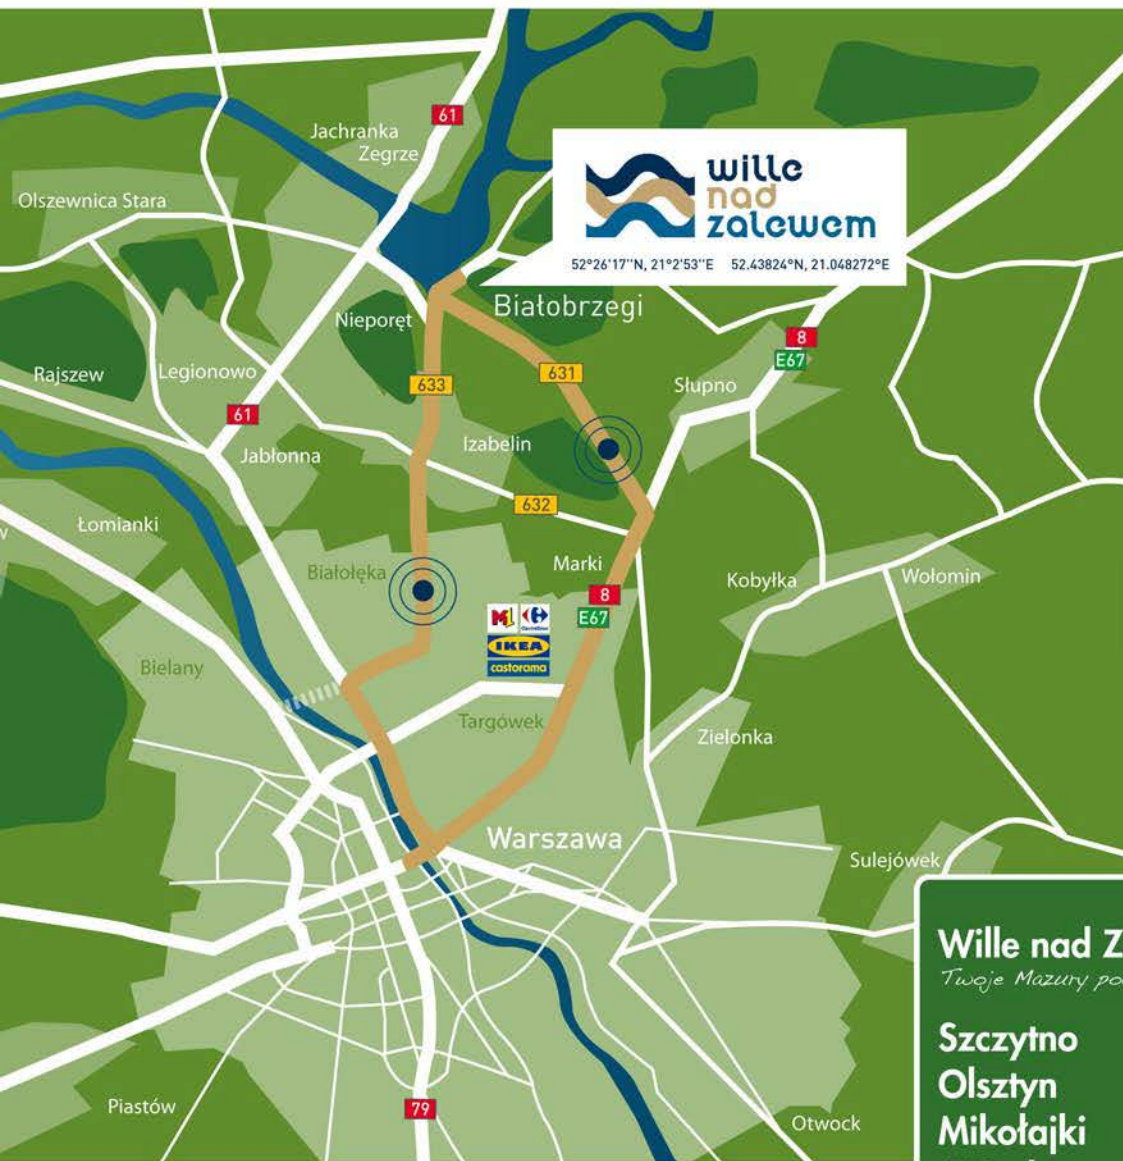 61
Jachranka
Zegrze
Olszewnica Stara
wille
nad
zalewem
52°26'17''N, 21°2'53''E 52.43824°N, 21.048272°E
Białobrzegi
Nieporęt
8
E67
Rajszew
Legionowo
633
631
Słupno
61
Jabłonna
Izabelin
632
Łomianki
Białołęka
Marki
8
E67
Kobyłka
Wołomin
M1
Carrefour
IKEA
castorama
Bielany
Targówek
Zielonka
Warszawa
Sulejówek
Wille nad Z
Twoje Mazury po
Szczytno
Olsztyn
Mikołajki
Piastów
79
Otwock